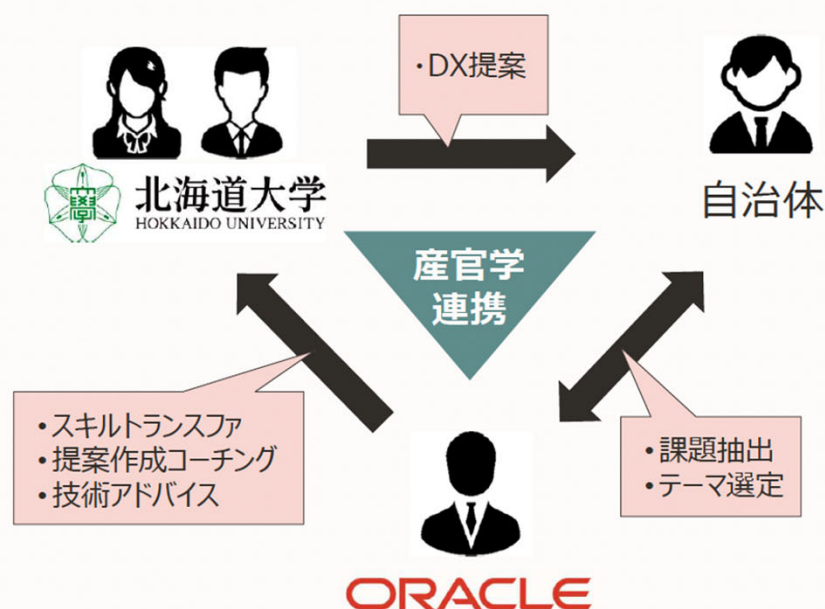 ・DX提案
北海道大学
HOKKAIDO UNIVERSITY
自治体
産官学
連携
・スキルトランスファ
・提案作成コーチング
・技術アドバイス
・課題抽出
・テーマ選定
ORACLE